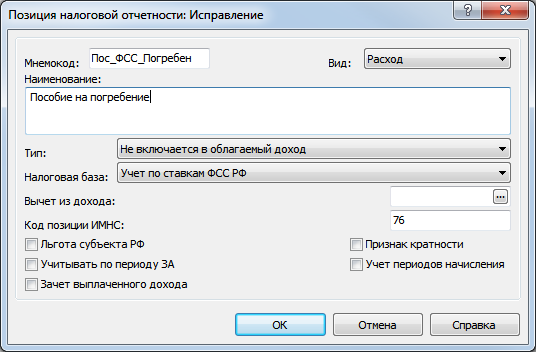 Позиция налоговой отчетности: Исправление
Мнемокод: Пос_ФСС_Погребен Вид: Расход
Наименование:
Пособие на погребение
Тип: Не включается в облагаемый доход
Налоговая база: Учет по ставкам ФСС РФ
Вычет из дохода: ...
Код позиции ИМНС: 76
Льгота субъекта РФ Признак кратности
Учитывать по периоду ЗА Учет периодов начисления
Зачет выплаченного дохода
ОК Отмена Справка